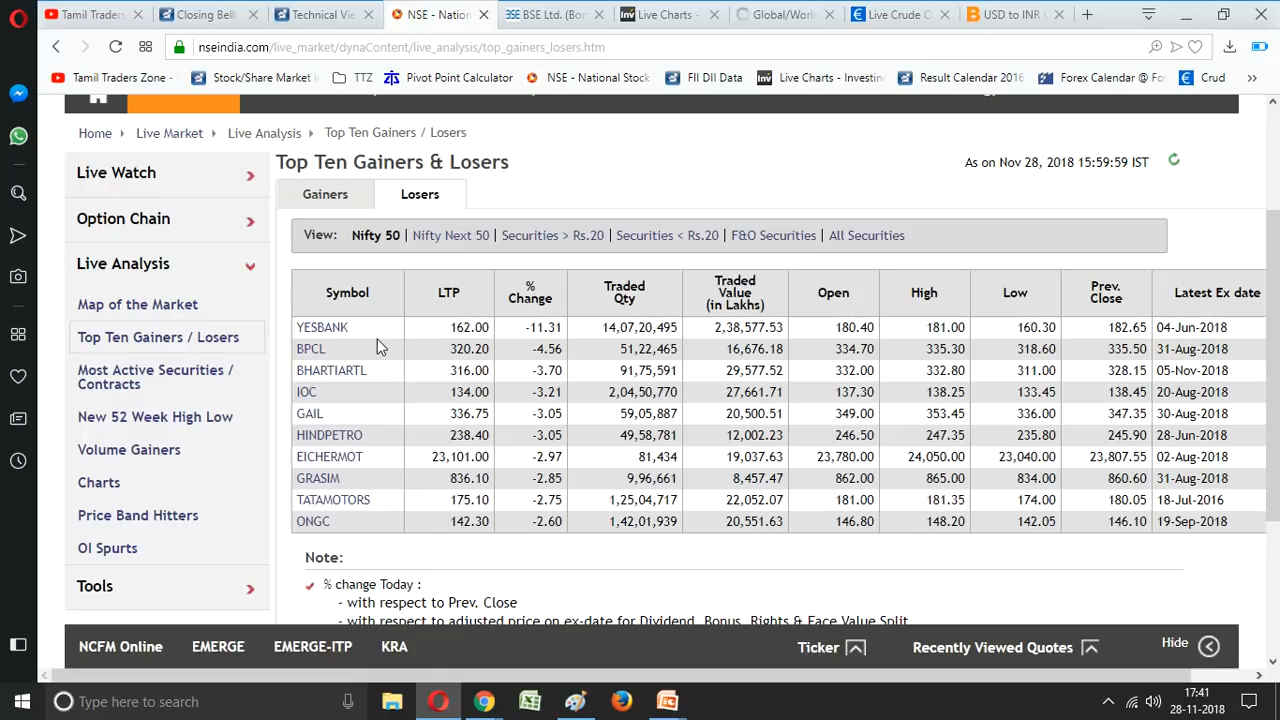 Tamil Traders
Closing Bell
Technical Vie
NSE - Nation
BSE Ltd. (Bo
Live Charts -
Global/Worl
Live Crude O
USD to INR L
nseindia.com/live_market/dynaContent/live_analysis/top_gainers_losers.htm
Tamil Traders Zone -
Stock/Share Market I
TTZ
Pivot Point Calculator
NSE - National Stock
FII DII Data
Live Charts - Investin
Result Calendar 2016
Forex Calendar @ Fo
Crud
Home
Live Market
Live Analysis
Top Ten Gainers / Losers
Live Watch
Option Chain
Live Analysis
Map of the Market
Top Ten Gainers / Losers
Most Active Securities /
Contracts
New 52 Week High Low
Volume Gainers
Charts
Price Band Hitters
OI Spurts
Tools
Top Ten Gainers & Losers
As on Nov 28, 2018 15:59:59 IST
Gainers
Losers
View: Nifty 50 | Nifty Next 50 | Securities > Rs.20 | Securities < Rs.20 | F&O Securities | All Securities
Symbol LTP % Change Traded Qty Traded Value (in Lakhs) Open High Low Prev. Close Latest Ex date
YESBANK 162.00 -11.31 14,07,20,495 2,38,577.53 180.40 181.00 160.30 182.65 04-Jun-2018
BPCL 320.20 -4.56 51,22,465 16,676.18 334.70 335.30 318.60 335.50 31-Aug-2018
BHARTIARTL 316.00 -3.70 91,75,591 29,577.52 332.00 332.80 311.00 328.15 05-Nov-2018
IOC 134.00 -3.21 2,04,50,770 27,661.71 137.30 138.25 133.45 138.45 20-Aug-2018
GAIL 336.75 -3.05 59,05,887 20,500.51 349.00 353.45 336.00 347.35 30-Aug-2018
HINDPETRO 238.40 -3.05 49,58,781 12,002.23 246.50 247.35 235.80 245.90 28-Jun-2018
EICHERMOT 23,101.00 -2.97 81,434 19,037.63 23,780.00 24,050.00 23,040.00 23,807.55 02-Aug-2018
GRASIM 836.10 -2.85 9,96,661 8,457.47 862.00 865.00 834.00 860.60 31-Aug-2018
TATAMOTORS 175.10 -2.75 1,25,04,717 22,052.07 181.00 181.35 174.00 180.05 18-Jul-2016
ONGC 142.30 -2.60 1,42,01,939 20,551.63 146.80 148.20 142.05 146.10 19-Sep-2018
Note:
% change Today :
- with respect to Prev. Close
- with respect to adjusted price on ex-date for Dividend, Bonus, Rights & Face Value Split
NCFM Online
EMERGE
EMERGE-ITP
KRA
Ticker
Recently Viewed Quotes
Hide
Type here to search
17:41
28-11-2018